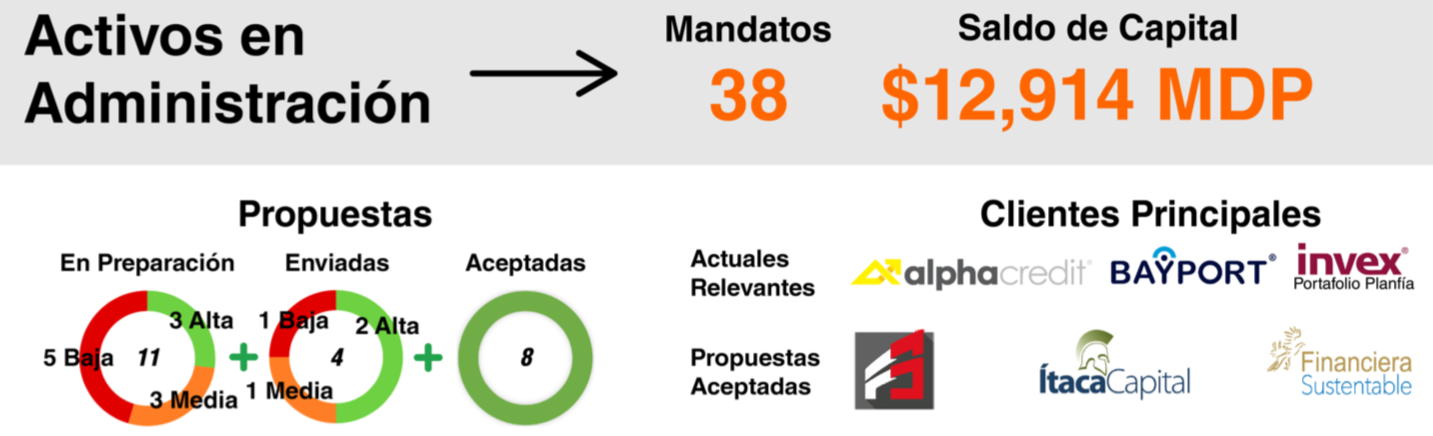 Activos en
Administración
Mandatos
38
Saldo de Capital
$12,914 MDP
Propuestas
En Preparación
Enviadas
Aceptadas
3 Alta
5 Baja
11
3 Media
+
1 Baja
2 Alta
4
1 Media
+
8
Clientes Principales
Actuales
Relevantes
alphacredit®
BAYPORT®
invex®
Portafolio Planfía
Propuestas
Aceptadas
ÍtacaCapital
Financiera
Sustentable